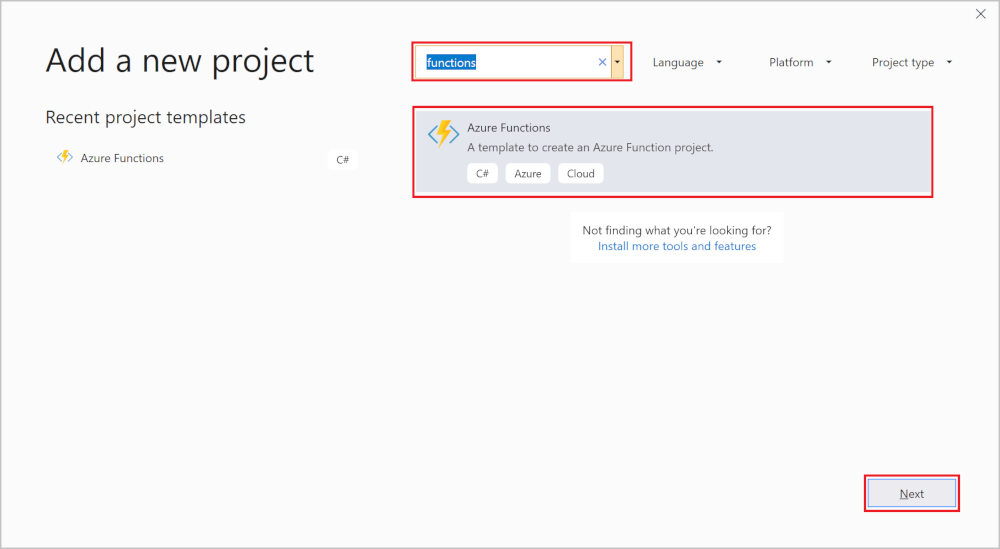 Add a new project
functions
Language
Platform
Project type
Recent project templates
Azure Functions
C#
Azure Functions
A template to create an Azure Function project.
C# Azure Cloud
Not finding what you're looking for?
Install more tools and features
Next